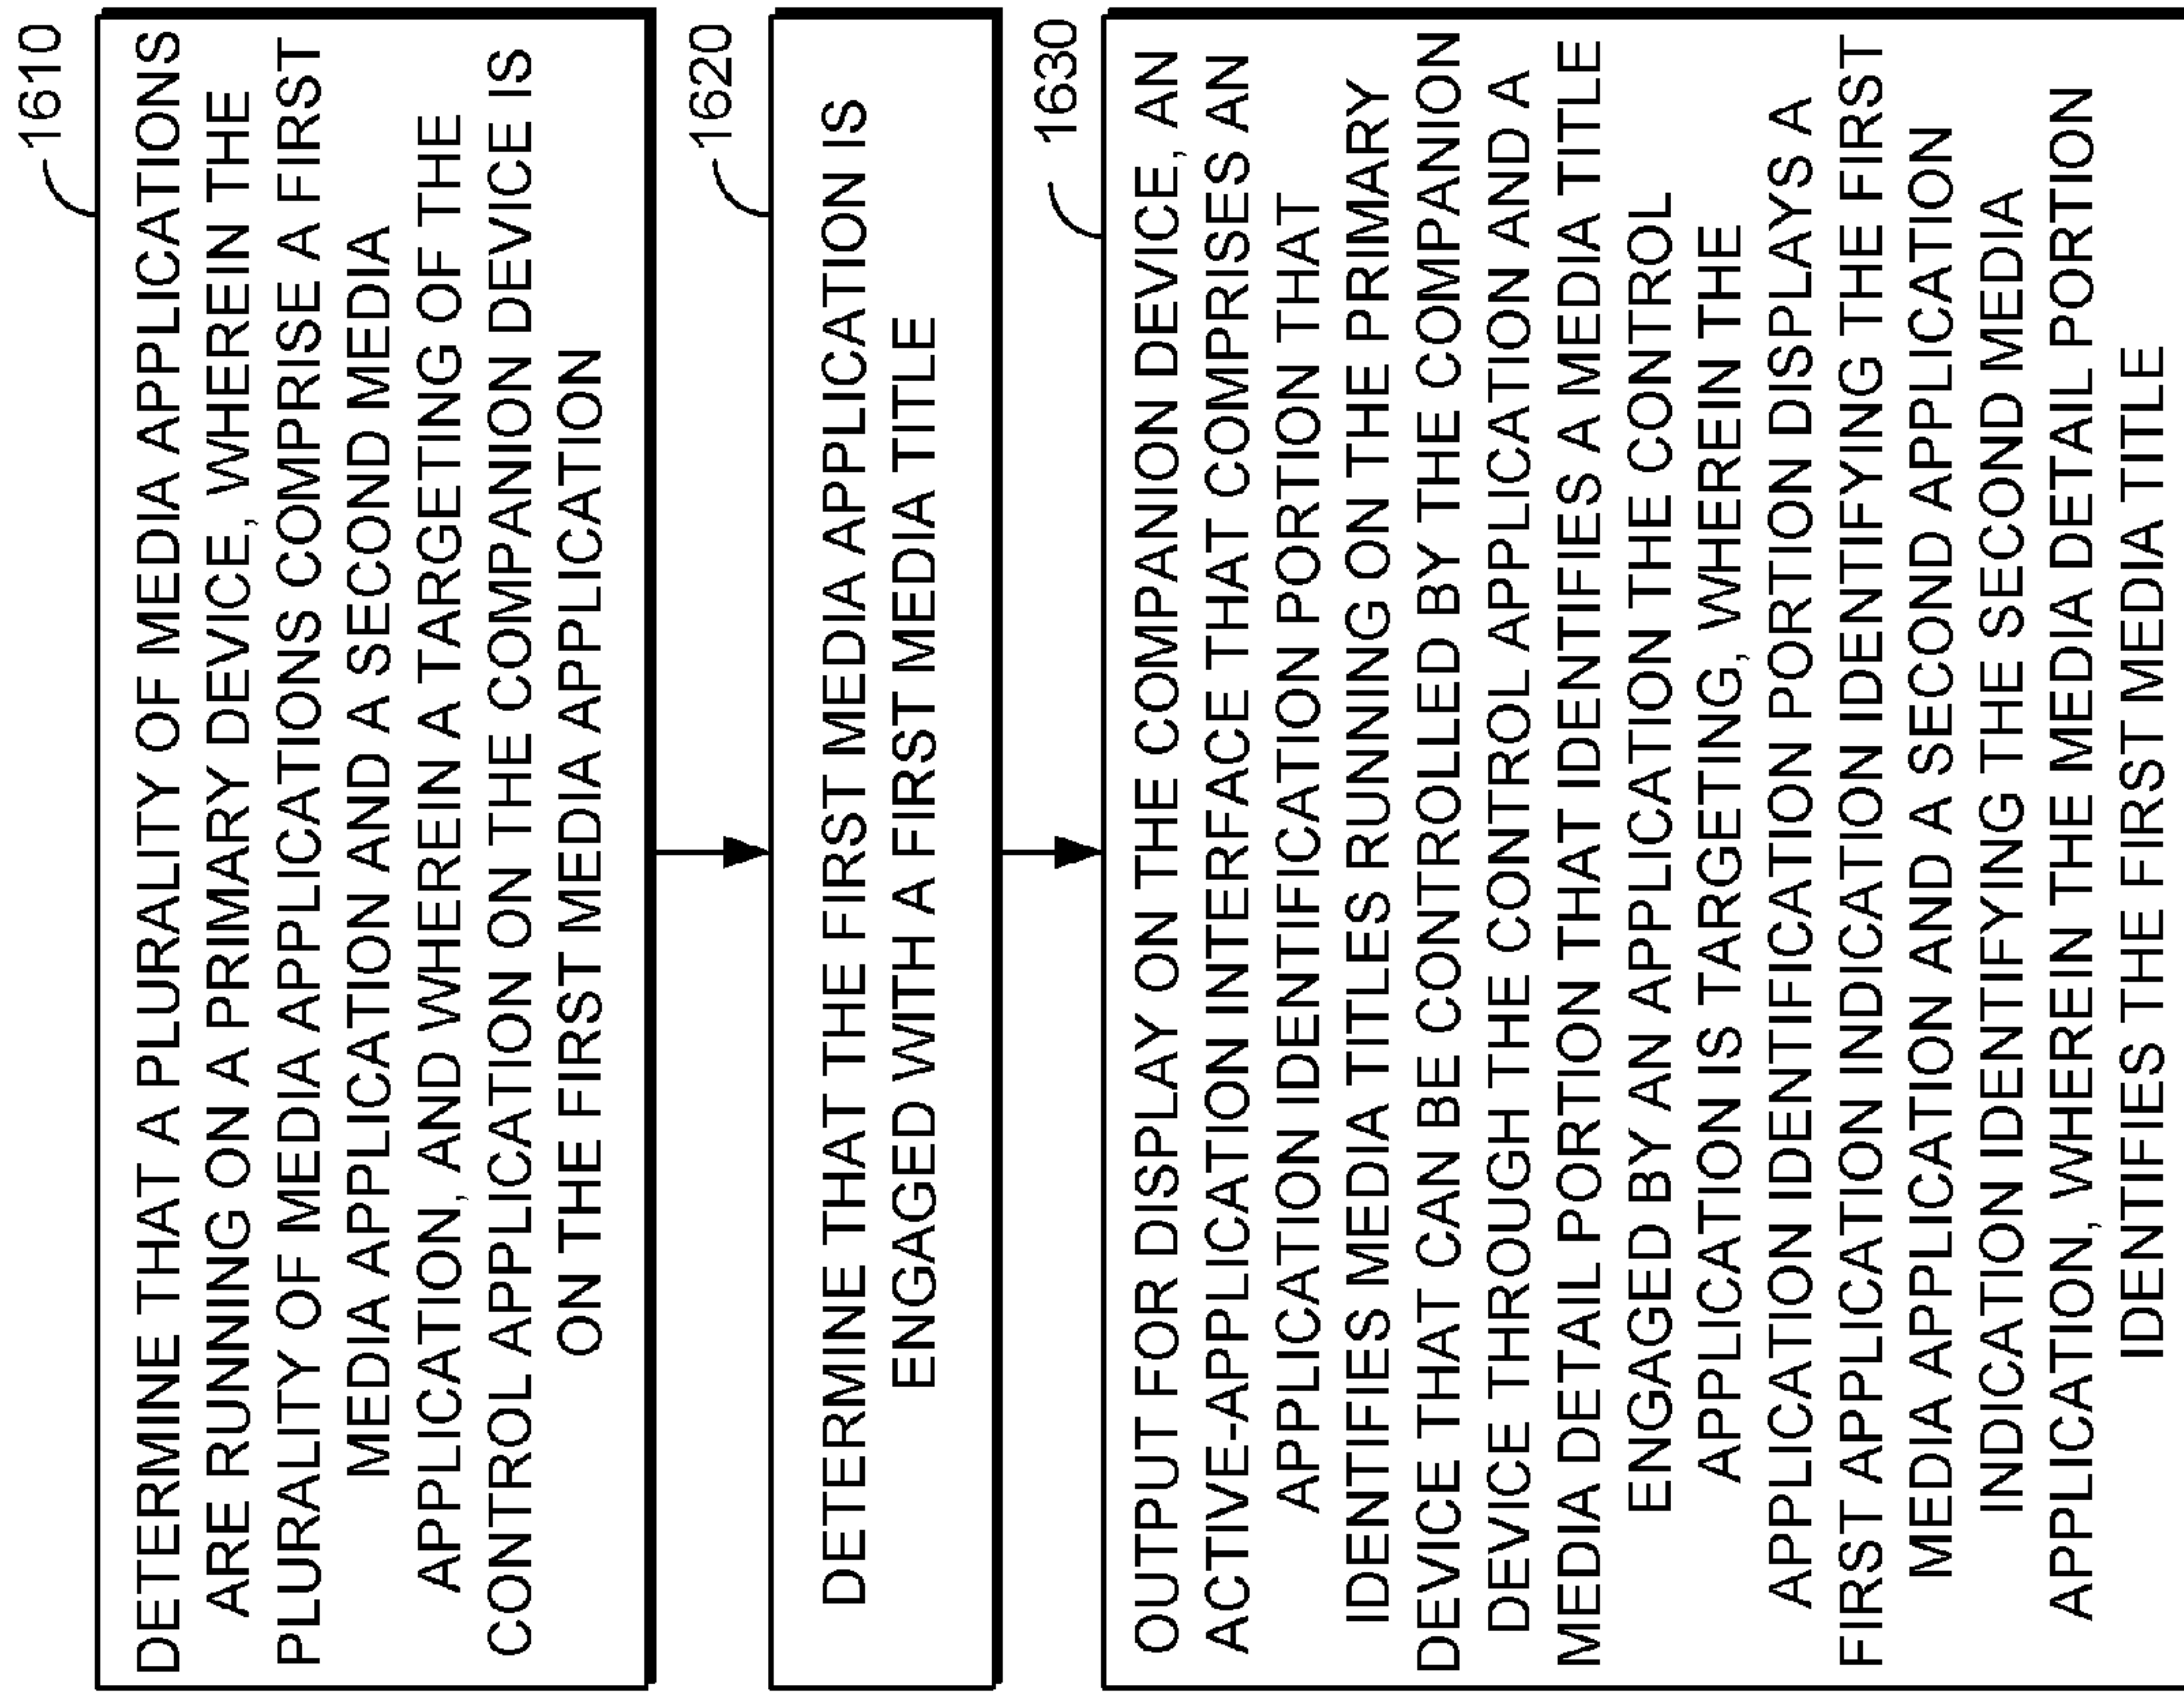 1610
DETERMINE THAT A PLURALITY OF MEDIA APPLICATIONS
ARE RUNNING ON A PRIMARY DEVICE, WHEREIN THE
PLURALITY OF MEDIA APPLICATIONS COMPRISE A FIRST
MEDIA APPLICATION AND A SECOND MEDIA
APPLICATION, AND WHEREIN A TARGETING OF THE
CONTROL APPLICATION ON THE COMPANION DEVICE IS
ON THE FIRST MEDIA APPLICATION
1620
DETERMINE THAT THE FIRST MEDIA APPLICATION IS
ENGAGED WITH A FIRST MEDIA TITLE
1630
OUTPUT FOR DISPLAY ON THE COMPANION DEVICE, AN
ACTIVE-APPLICATION INTERFACE THAT COMPRISES AN
APPLICATION IDENTIFICATION PORTION THAT
IDENTIFIES MEDIA TITLES RUNNING ON THE PRIMARY
DEVICE THAT CAN BE CONTROLLED BY THE COMPANION
DEVICE THROUGH THE CONTROL APPLICATION AND A
MEDIA DETAIL PORTION THAT IDENTIFIES A MEDIA TITLE
ENGAGED BY AN APPLICATION THE CONTROL
APPLICATION IS TARGETING, WHEREIN THE
APPLICATION IDENTIFICATION PORTION DISPLAYS A
FIRST APPLICATION INDICATION IDENTIFYING THE FIRST
MEDIA APPLICATION AND A SECOND APPLICATION
INDICATION IDENTIFYING THE SECOND MEDIA
APPLICATION, WHEREIN THE MEDIA DETAIL PORTION
IDENTIFIES THE FIRST MEDIA TITLE